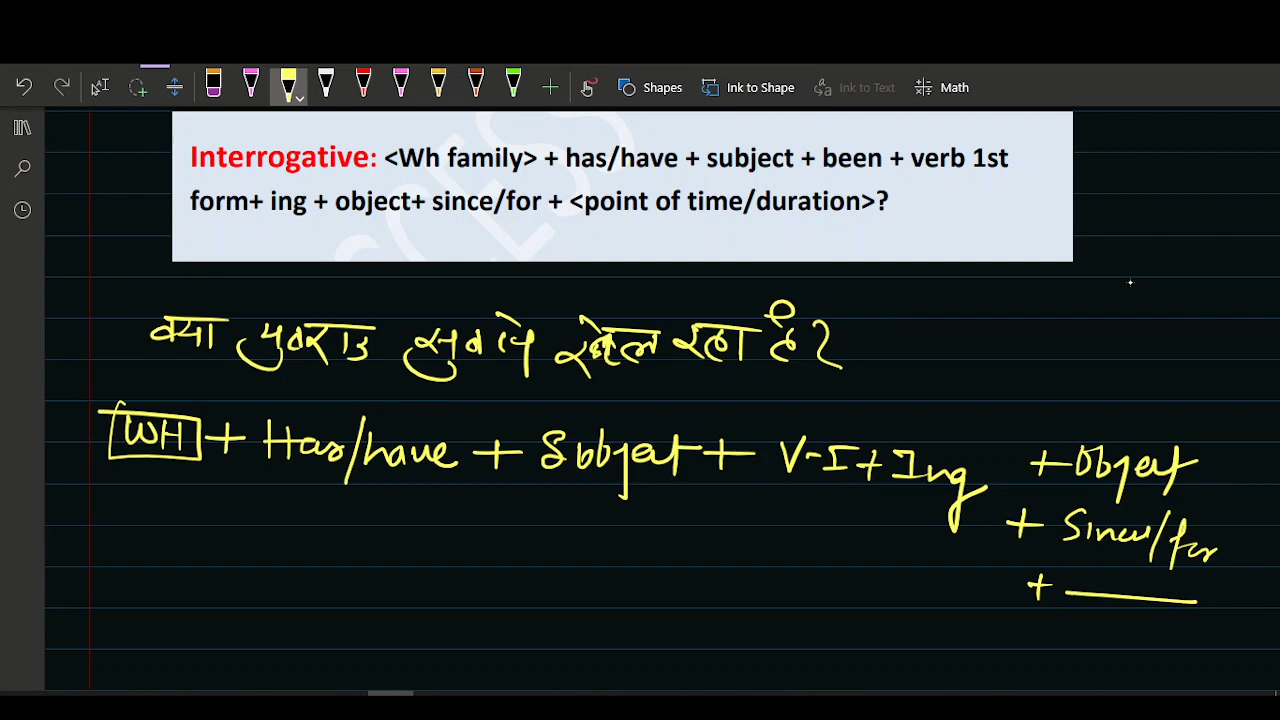 Shapes Ink to Shape Ink to Text Math
Interrogative: <Wh family> + has/have + subject + been + verb 1st
form+ ing + object+ since/for + <point of time/duration>?
क्या युवराज सुबह से खेल रहा है?
WH + Has/have + Subject + V-I + Ing + Object
+ Since/for
+ ______